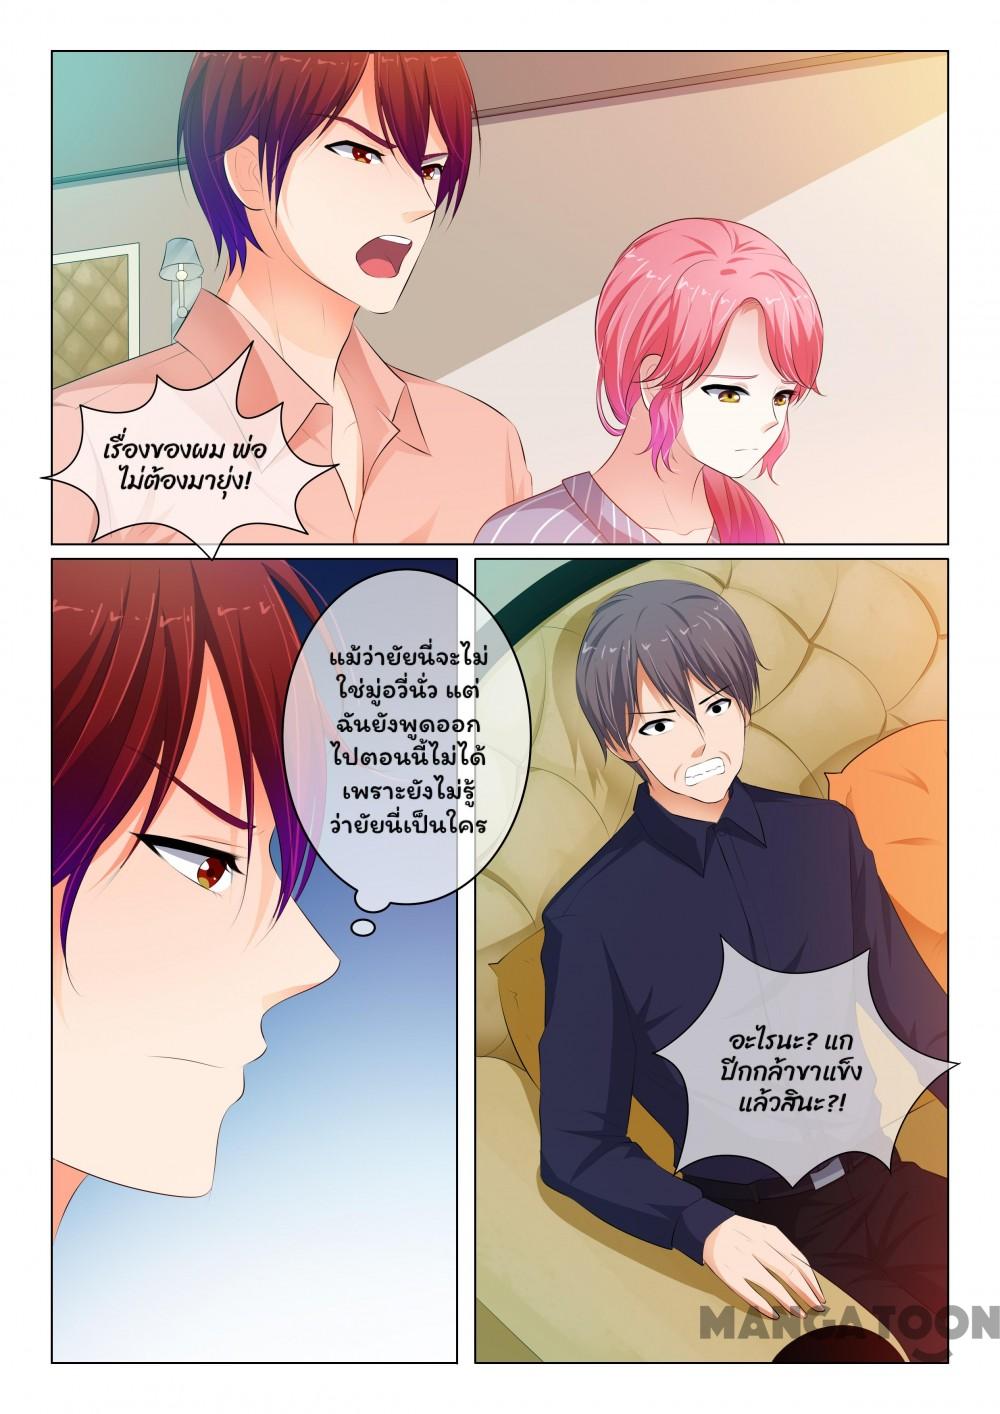 เรื่องของผม พ่อ
ไม่ต้องมายุ่ง!
แม้ว่ายัยนี่จะไม่
ใช่มู่อวี่นั่ว แต่
ฉันยังพูดออก
ไปตอนนี้ไม่ได้
เพราะยังไม่รู้
ว่ายัยนี่เป็นใคร
อะไรนะ? แก
ปีกกล้าขาแข็ง
แล้วสินะ?!
MANGATOON